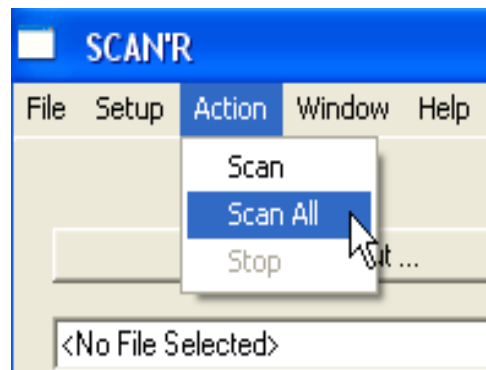 SCAN'R
File Setup Action Window Help
Scan
Scan All
Stop
...
<No File Selected>